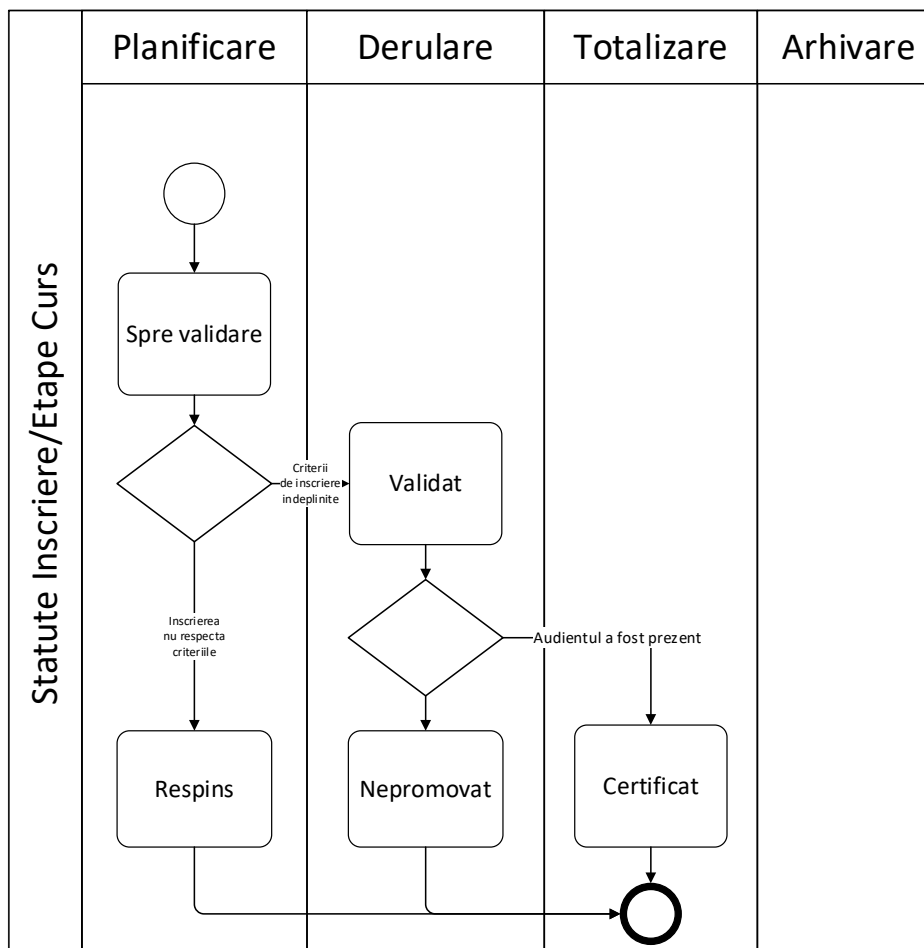 Planificare
Derulare
Totalizare
Arhivare
Statute Inscriere/Etape Curs
Spre validare
Criterii
de inscriere
indeplinite
Validat
Inscrierea
nu respecta
criteriile
Audientul a fost prezent
Respins
Nepromovat
Certificat